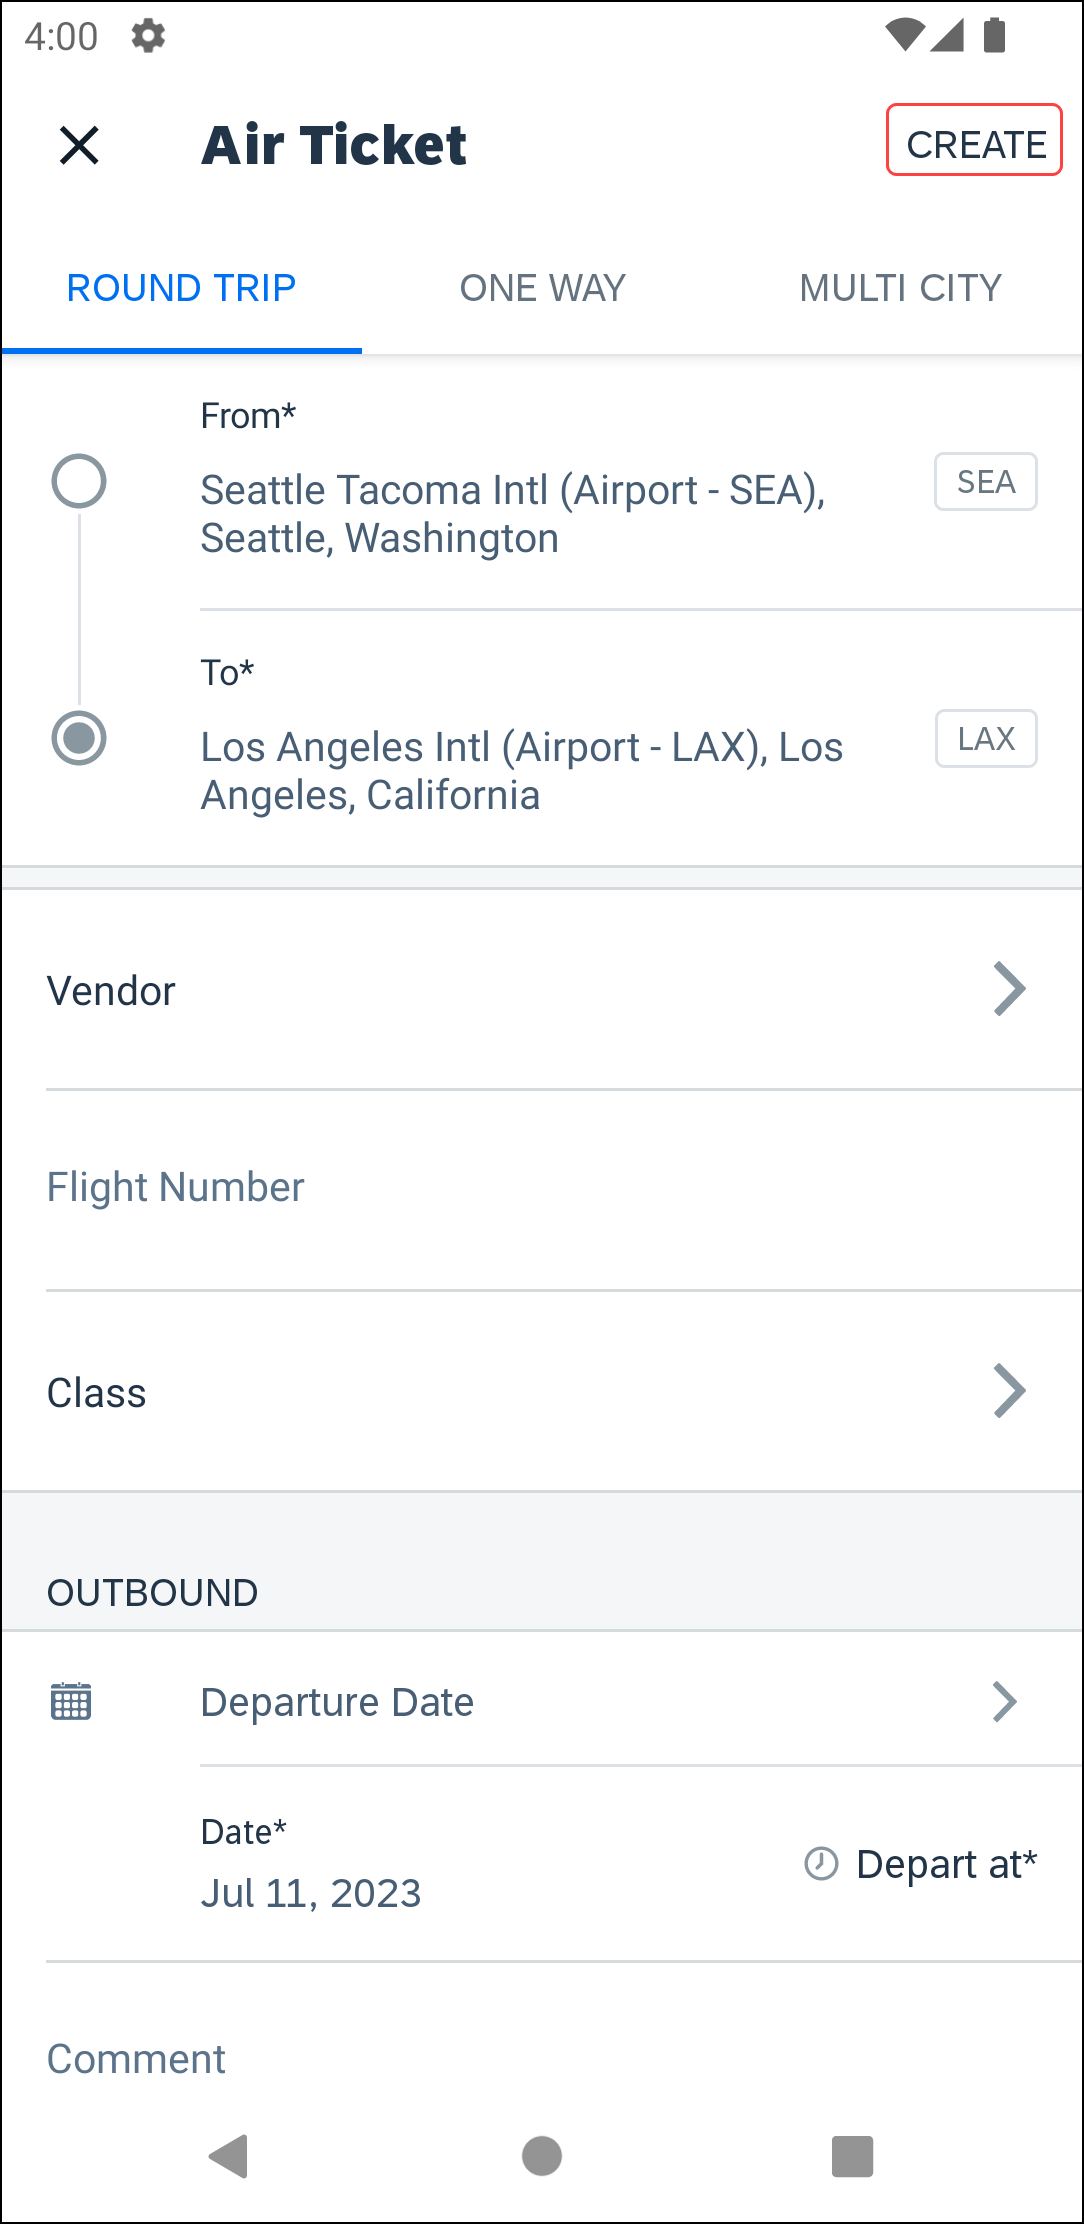 4:00
Air Ticket
CREATE
ROUND TRIP
ONE WAY
MULTI CITY
From*
Seattle Tacoma Intl (Airport - SEA),
Seattle, Washington
SEA
To*
Los Angeles Intl (Airport - LAX), Los
Angeles, California
LAX
Vendor
Flight Number
Class
OUTBOUND
Departure Date
Date*
Jul 11, 2023
Depart at*
Comment